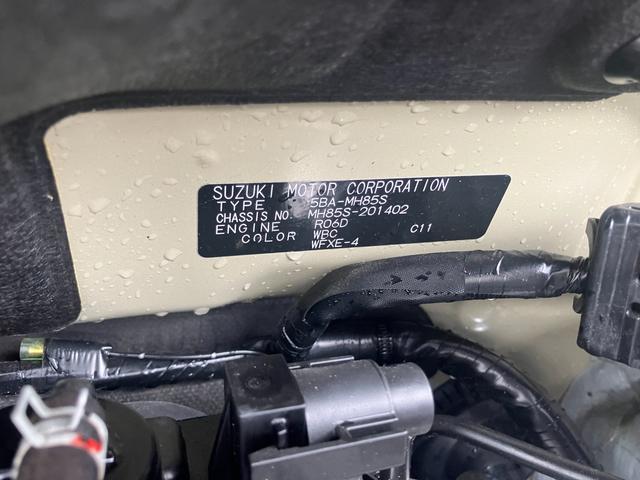 SUZUKI MOTOR CORPORATION
TYPE 5BA-MH85S
CHASSIS NO. MH85S-201402
ENGINE R06D C11
COLOR WBC
WFXE-4